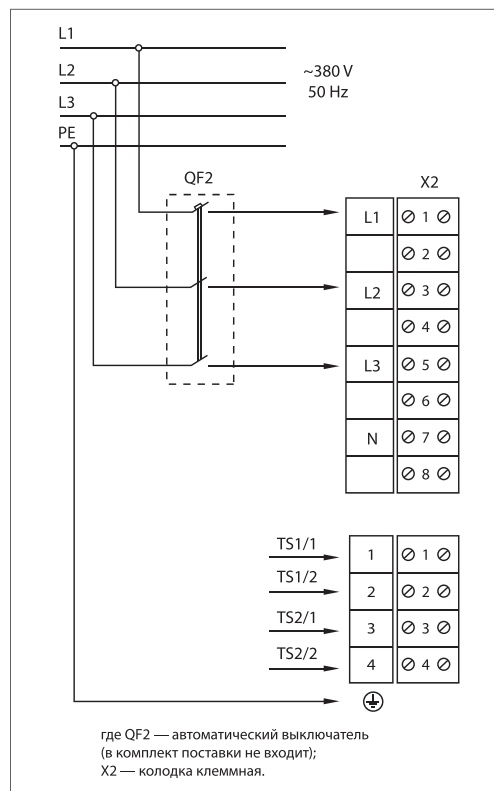 L1
L2
~380 V
50 Hz
L3
PE
QF2
X2
L1 1
2
L2 3
4
L3 5
6
N 7
8
TS1/1 1 1
TS1/2 2 2
TS2/1 3 3
TS2/2 4 4
где QF2 — автоматический выключатель
(в комплект поставки не входит);
X2 — колодка клеммная.